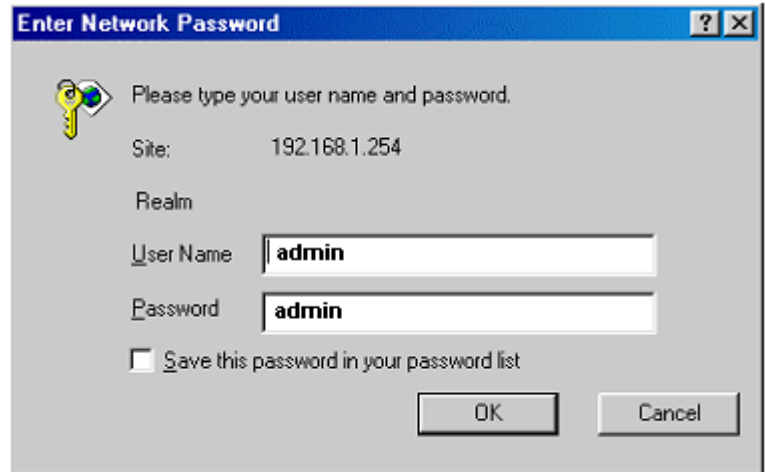 Enter Network Password
Please type your user name and password.
Site: 192.168.1.254
Realm
User Name admin
Password admin
Save this password in your password list
OK Cancel